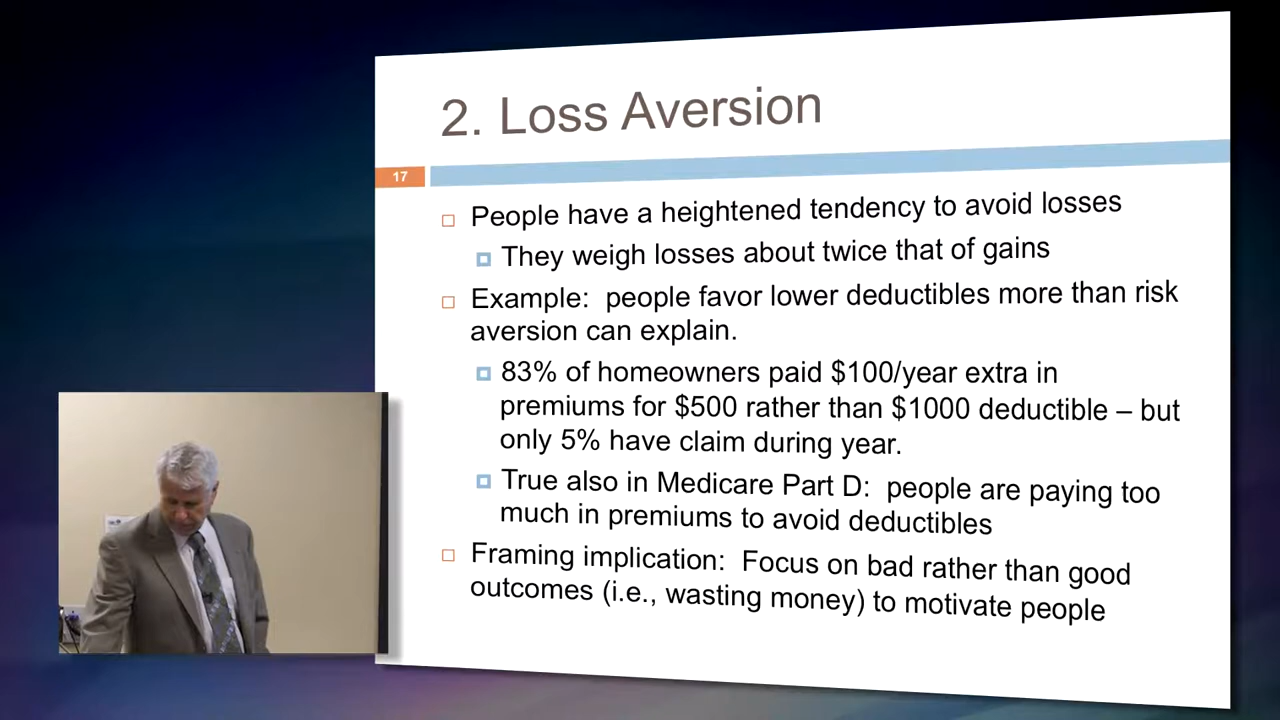 2. Loss Aversion
17
People have a heightened tendency to avoid losses
They weigh losses about twice that of gains
Example: people favor lower deductibles more than risk
aversion can explain.
83% of homeowners paid $100/year extra in
premiums for $500 rather than $1000 deductible – but
only 5% have claim during year.
True also in Medicare Part D: people are paying too
much in premiums to avoid deductibles
Framing implication: Focus on bad rather than good
outcomes (i.e., wasting money) to motivate people